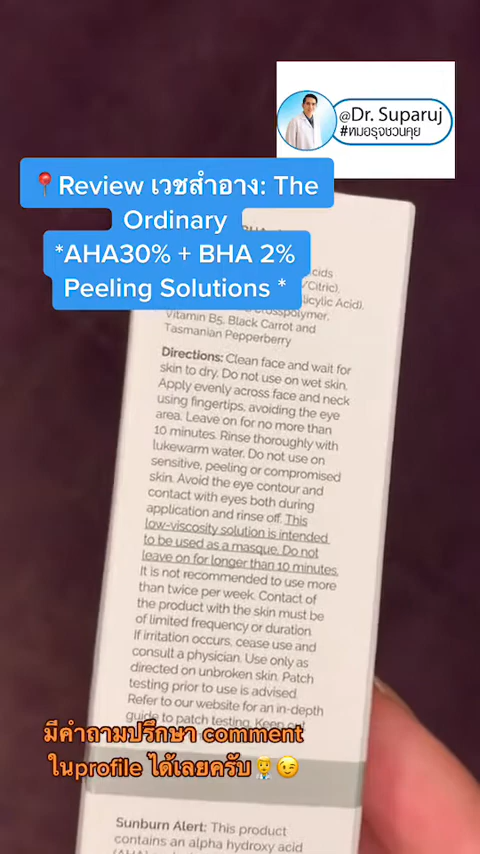 @Dr. Suparuj
#หมอรุจชวนคุย
📍Review เวชสำอาง: The
Ordinary
*AHA30% + BHA 2%
Peeling Solutions *
cids
/Citric),
licylic Acid),
Crosspolymer,
Vitamin B5, Black Carrot and
Tasmanian Pepperberry
Directions: Clean face and wait for
skin to dry. Do not use on wet skin.
Apply evenly across face and neck
using fingertips, avoiding the eye
area. Leave on for no more than
10 minutes. Rinse thoroughly with
lukewarm water. Do not use on
sensitive, peeling or compromised
skin. Avoid the eye contour and
contact with eyes both during
application and rinse off. This
low-viscosity solution is intended
to be used as a masque. Do not
leave on for longer than 10 minutes.
It is not recommended to use more
than twice per week. Contact of
the product with the skin must be
of limited frequency or duration.
If irritation occurs, cease use and
consult a physician. Use only as
directed on unbroken skin. Patch
testing prior to use is advised.
Refer to our website for an in-depth
guide to patch testing. Keep out
มีคำถามปรึกษา comment
ในprofile ได้เลยครับ👨‍⚕️😉
Sunburn Alert: This product
contains an alpha hydroxy acid